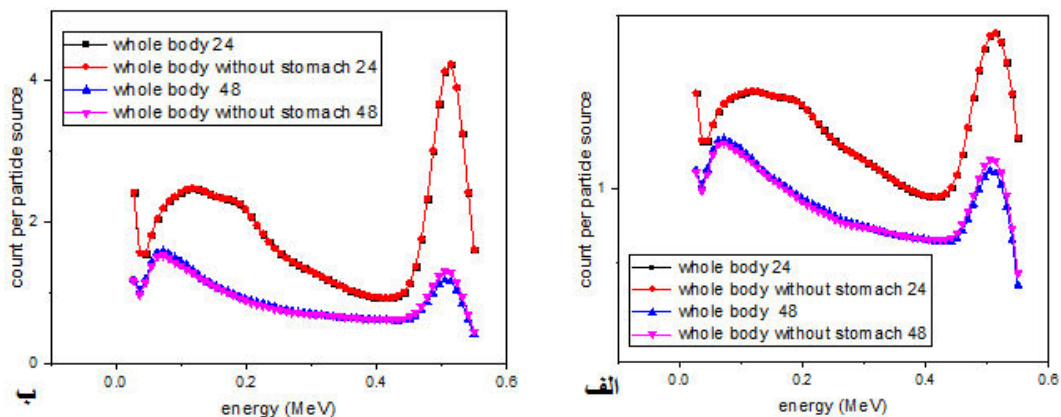 whole body 24
whole body without stomach 24
whole body 48
whole body without stomach 48
count per particle source
4
2
0
0.0 0.2 0.4 0.6
energy (MeV)
ب
count per particle source
1
whole body 24
whole body without stomach 24
whole body 48
whole body without stomach 48
0.0 0.2 0.4 0.6
energy (MeV)
الف